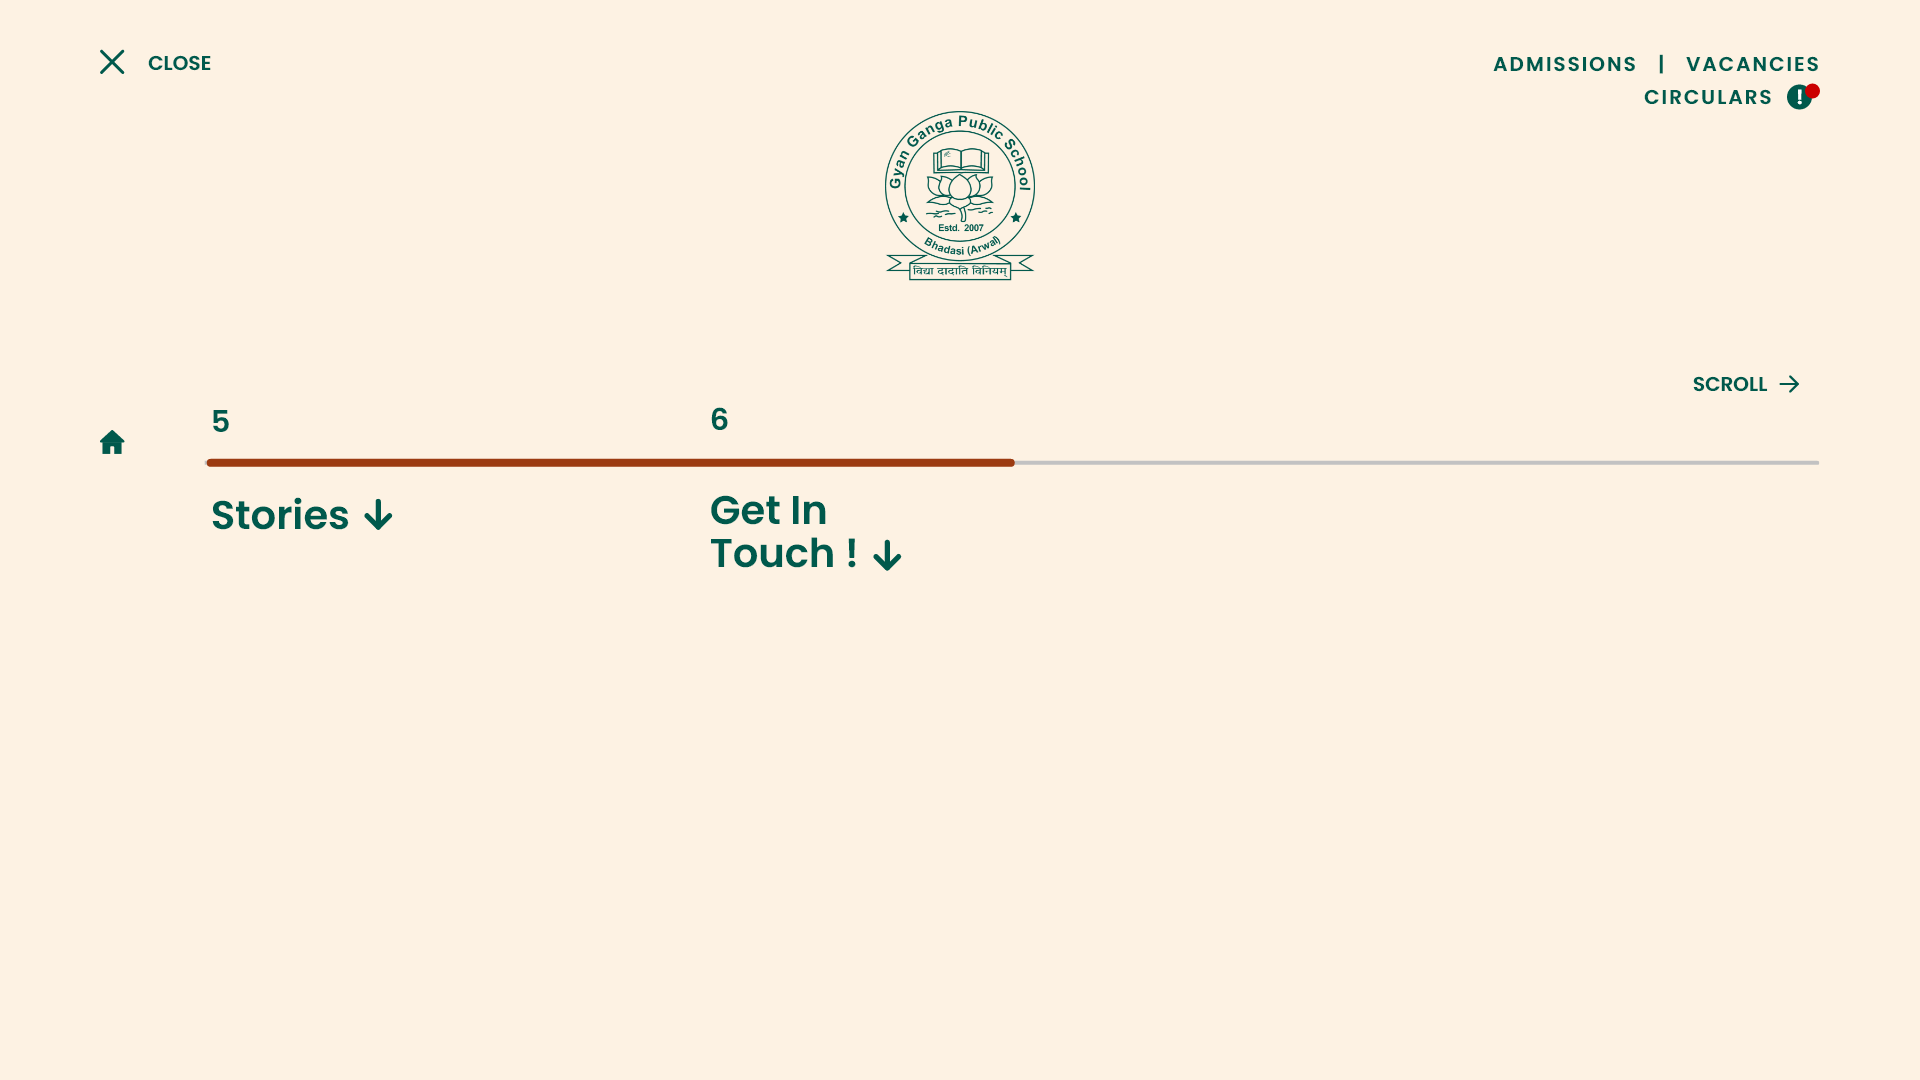 CLOSE
ADMISSIONS | VACANCIES
CIRCULARS !
Gyan Ganga Public School
Estd. 2007
Bhadasi (Arwal)
विद्या दादाति विनियम्
SCROLL
5
6
Stories
Get In
Touch !